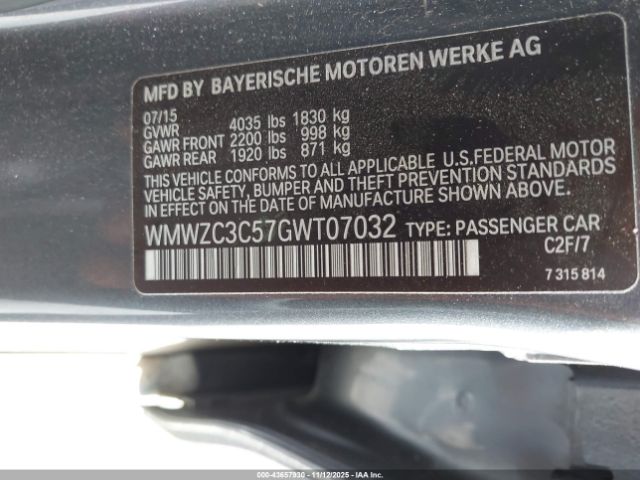 MFD BY BAYERISCHE MOTOREN WERKE AG
07/15
GVWR 4035 lbs 1830 kg
GAWR FRONT 2200 lbs 998 kg
GAWR REAR 1920 lbs 871 kg
THIS VEHICLE CONFORMS TO ALL APPLICABLE U.S.FEDERAL MOTOR
VEHICLE SAFETY, BUMPER AND THEFT PREVENTION STANDARDS
IN EFFECT ON THE DATE OF MANUFACTURE SHOWN ABOVE.
WMWZC3C57GWT07032 TYPE: PASSENGER CAR
C2F/7
7 315 814
000-43657930 - 11/12/2025 - IAA Inc.